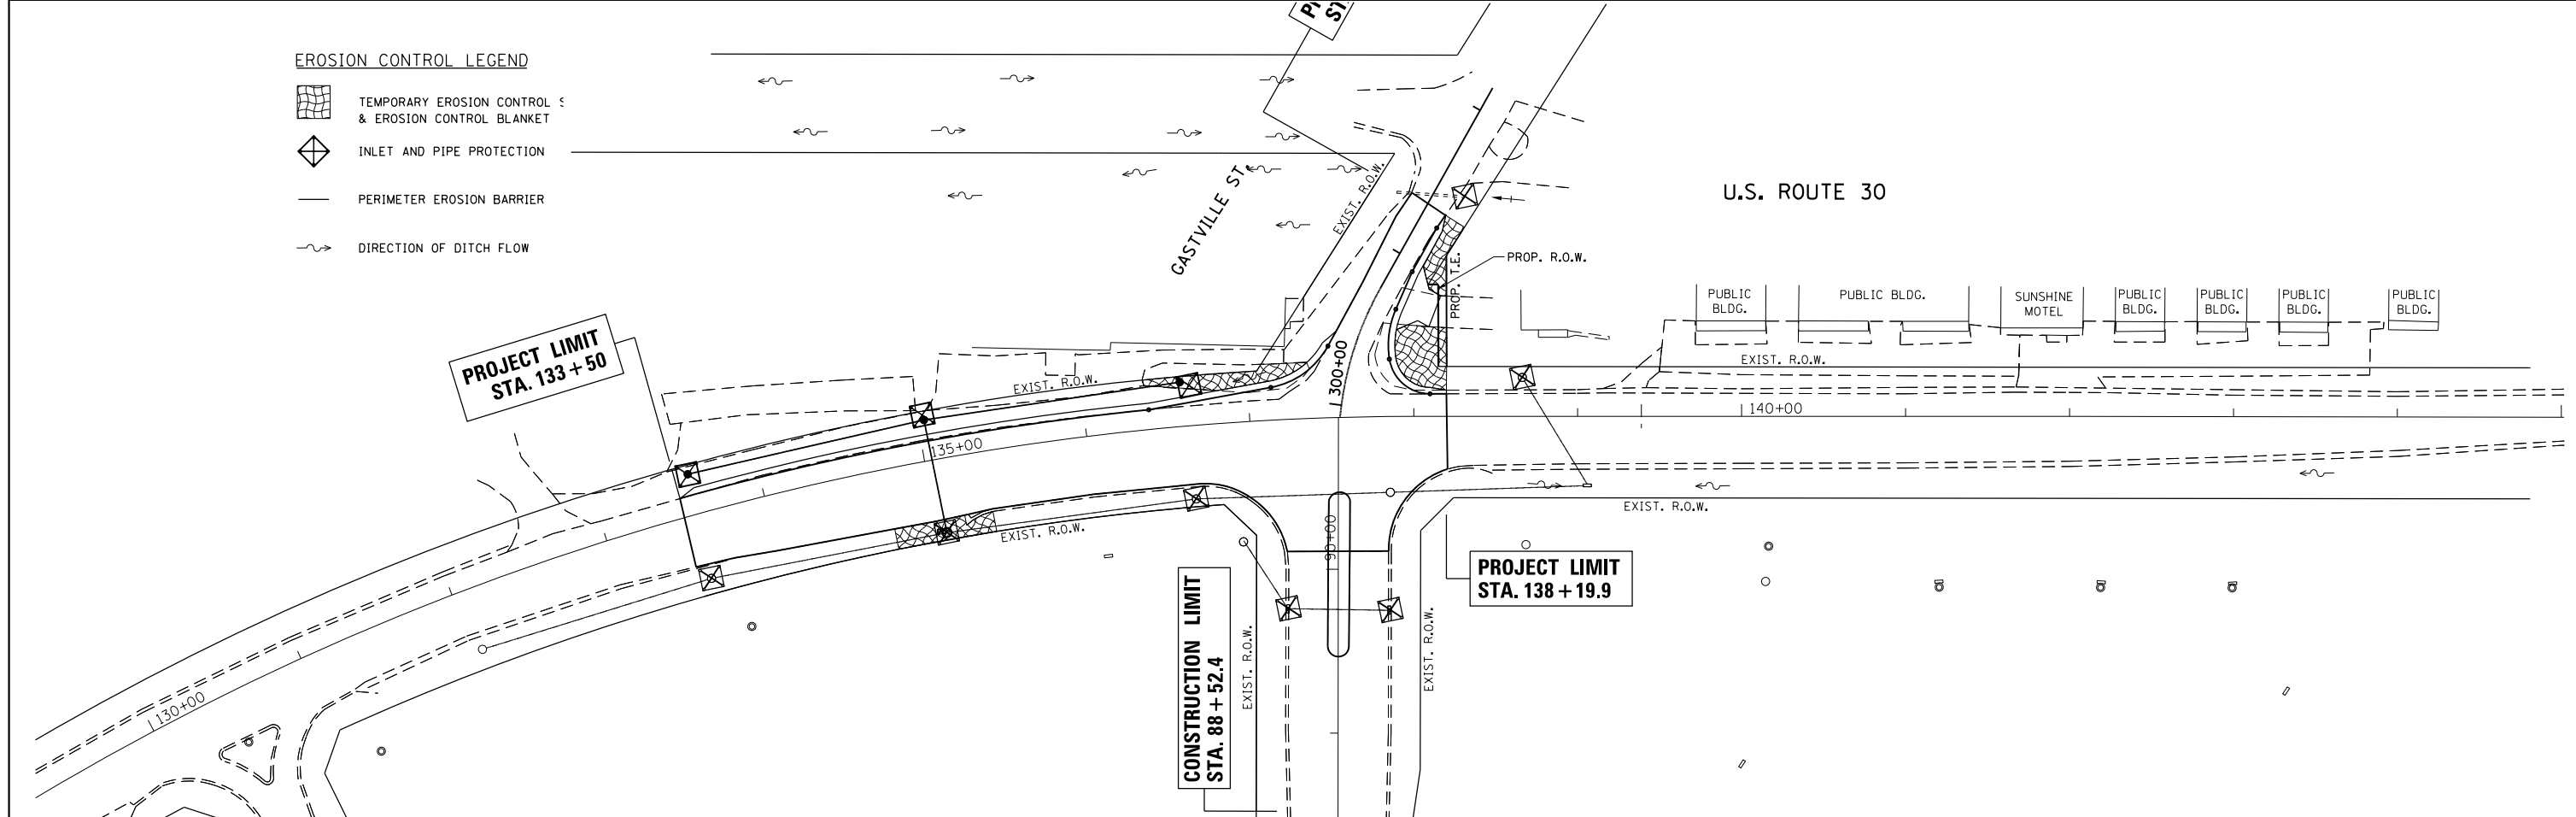 EROSION CONTROL LEGEND
TEMPORARY EROSION CONTROL
& EROSION CONTROL BLANKET
INLET AND PIPE PROTECTION
PERIMETER EROSION BARRIER
DIRECTION OF DITCH FLOW
GASTVILLE ST.
EXIST. R.O.W.
U.S. ROUTE 30
PROP. R.O.W.
PROP. T.E.
PUBLIC
BLDG.
PUBLIC BLDG.
SUNSHINE
MOTEL
PUBLIC
BLDG.
PUBLIC
BLDG.
PUBLIC
BLDG.
PUBLIC
BLDG.
PROJECT LIMIT
STA. 133+50
EXIST. R.O.W.
300+00
EXIST. R.O.W.
140+00
135+00
EXIST. R.O.W.
90+00
EXIST. R.O.W.
PROJECT LIMIT
STA. 138+19.9
CONSTRUCTION LIMIT
STA. 88+52.4
EXIST. R.O.W.
EXIST. R.O.W.
130+00